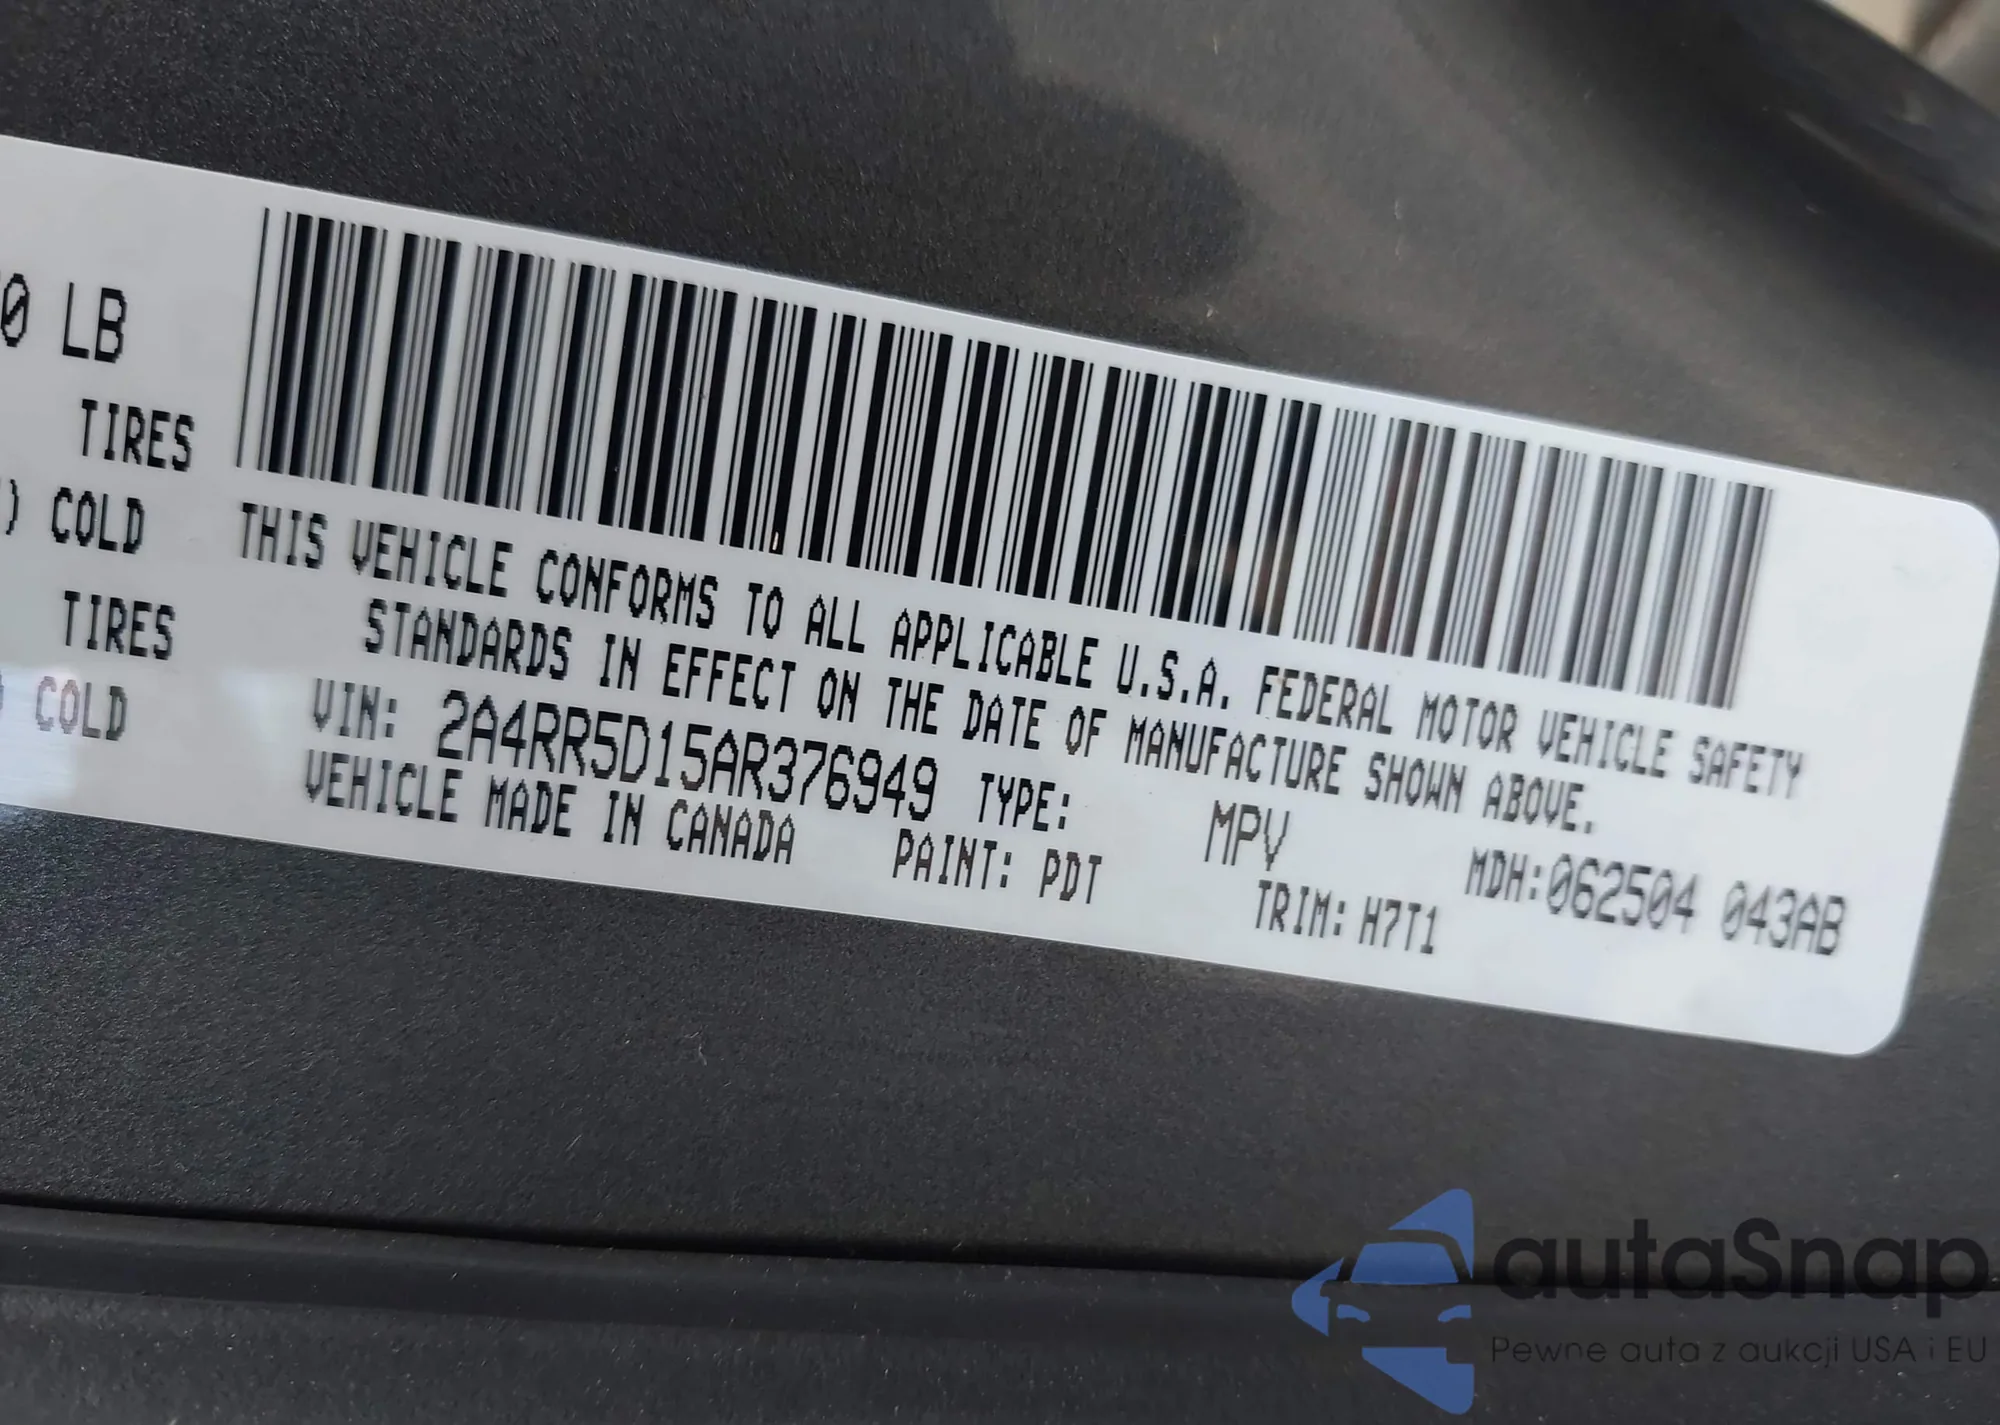 0 LB
TIRES
) COLD
TIRES
COLD
THIS VEHICLE CONFORMS TO ALL APPLICABLE U.S.A. FEDERAL MOTOR VEHICLE SAFETY
STANDARDS IN EFFECT ON THE DATE OF MANUFACTURE SHOWN ABOVE.
VIN: 2A4RR5D15AR376949 TYPE: MPV MDH:062504 043AB
VEHICLE MADE IN CANADA PAINT: PDT TRIM: H7T1
autaSnap
Pewne auta z aukcji USA i EU